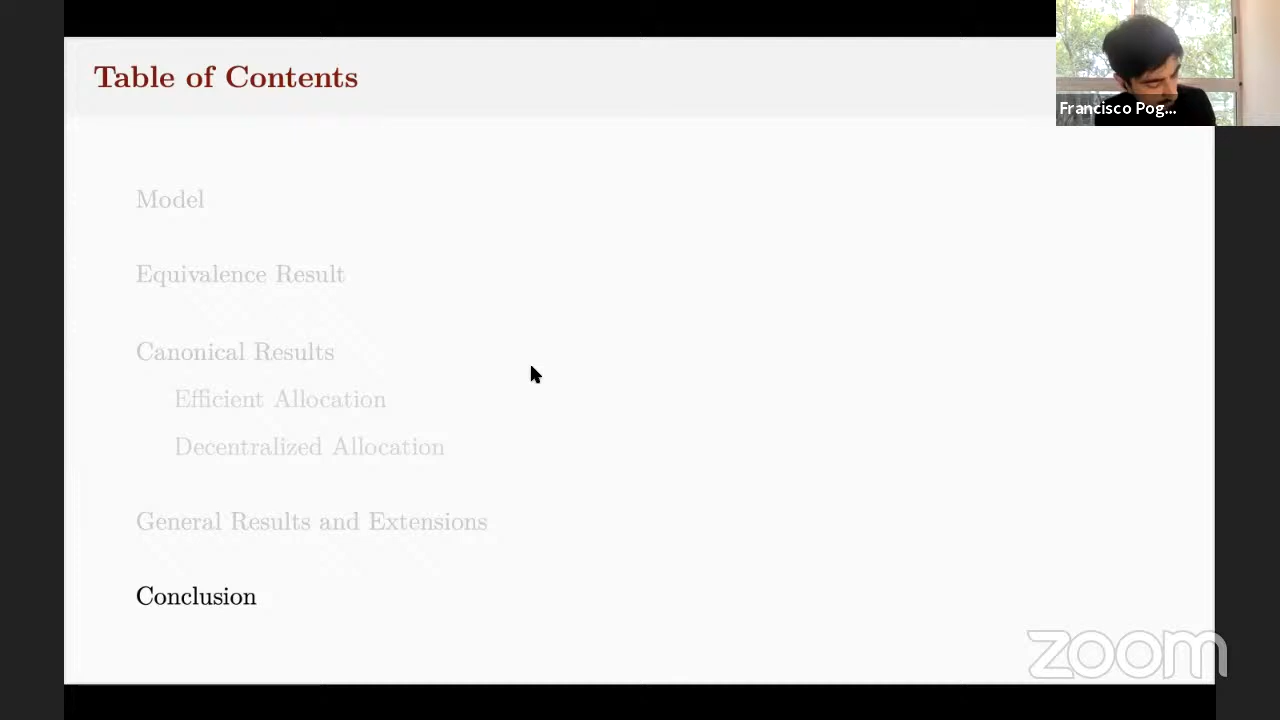 Table of Contents
Francisco Pog...
Model
Equivalence Result
Canonical Results
Efficient Allocation
Decentralized Allocation
General Results and Extensions
Conclusion
zoom